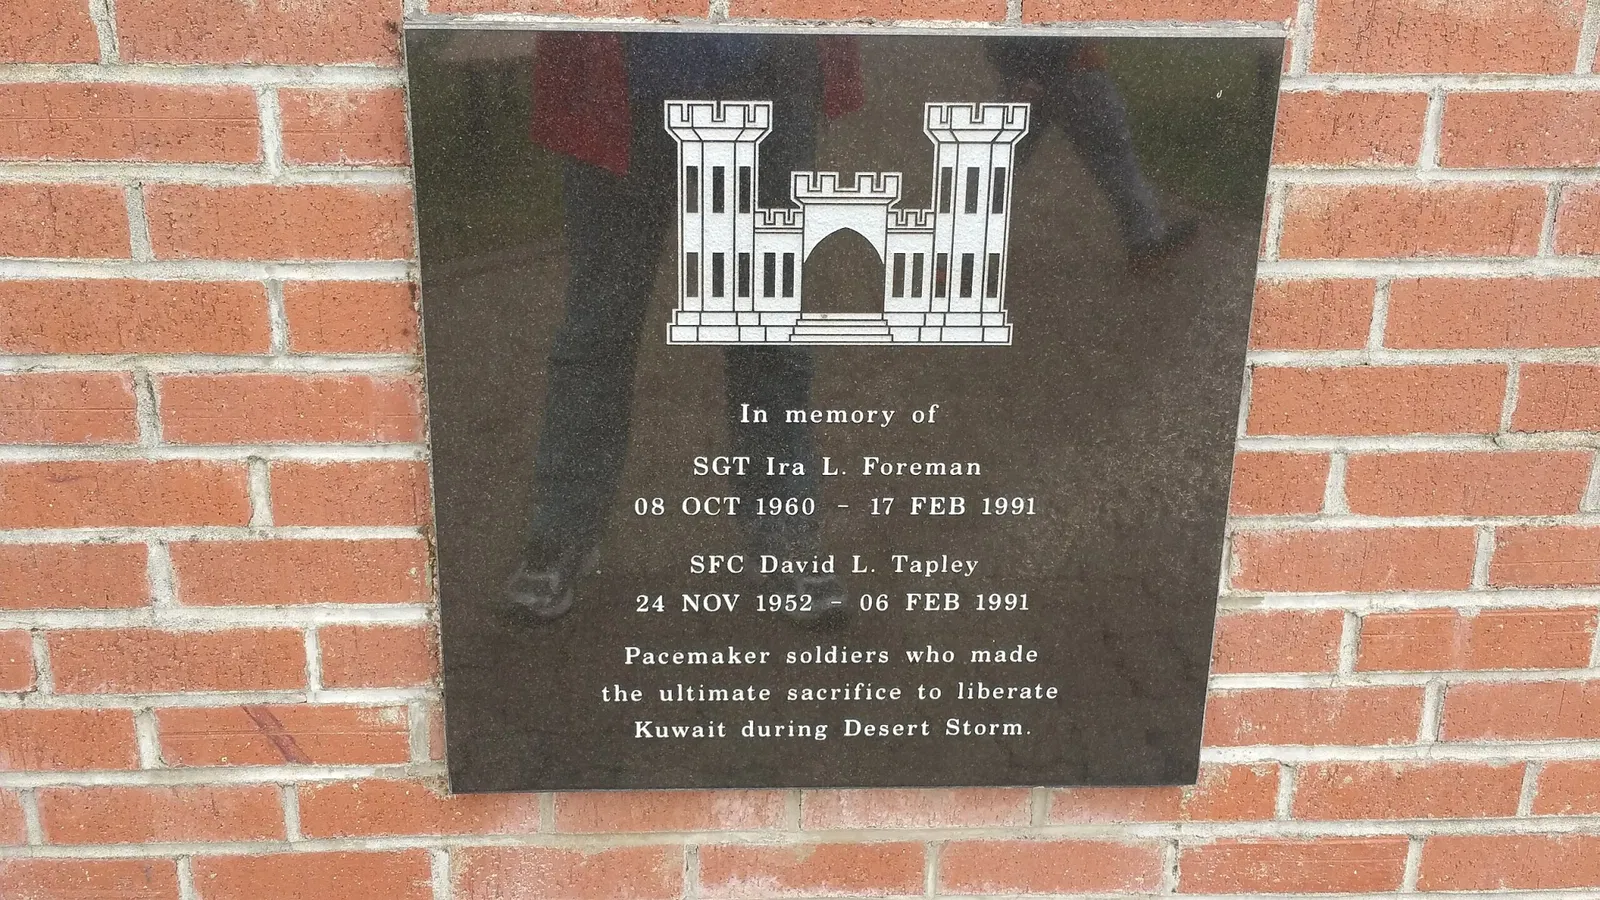 In memory of
SGT Ira L. Foreman
08 OCT 1960 - 17 FEB 1991
SFC David L. Tapley
24 NOV 1952 - 06 FEB 1991
Pacemaker soldiers who made
the ultimate sacrifice to liberate
Kuwait during Desert Storm.